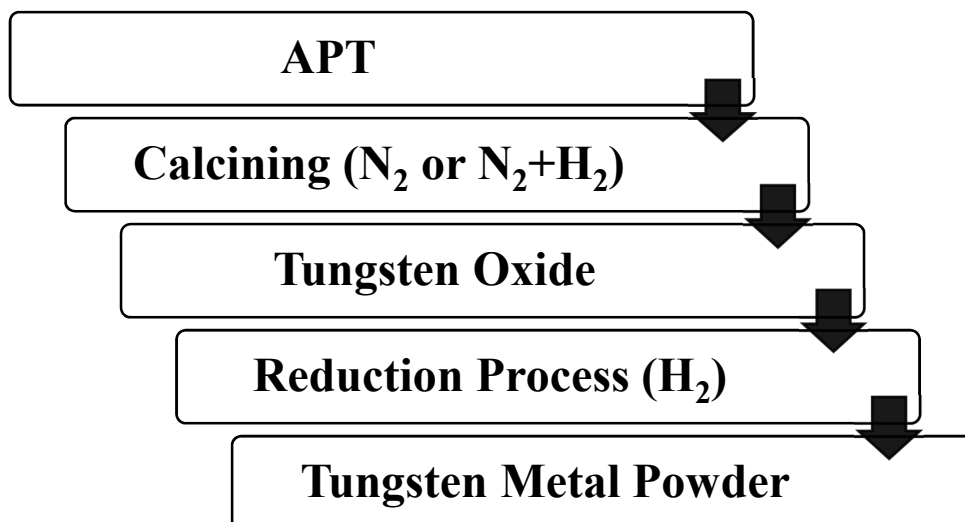 APT
Calcining (N₂ or N₂+H₂)
Tungsten Oxide
Reduction Process (H₂)
Tungsten Metal Powder